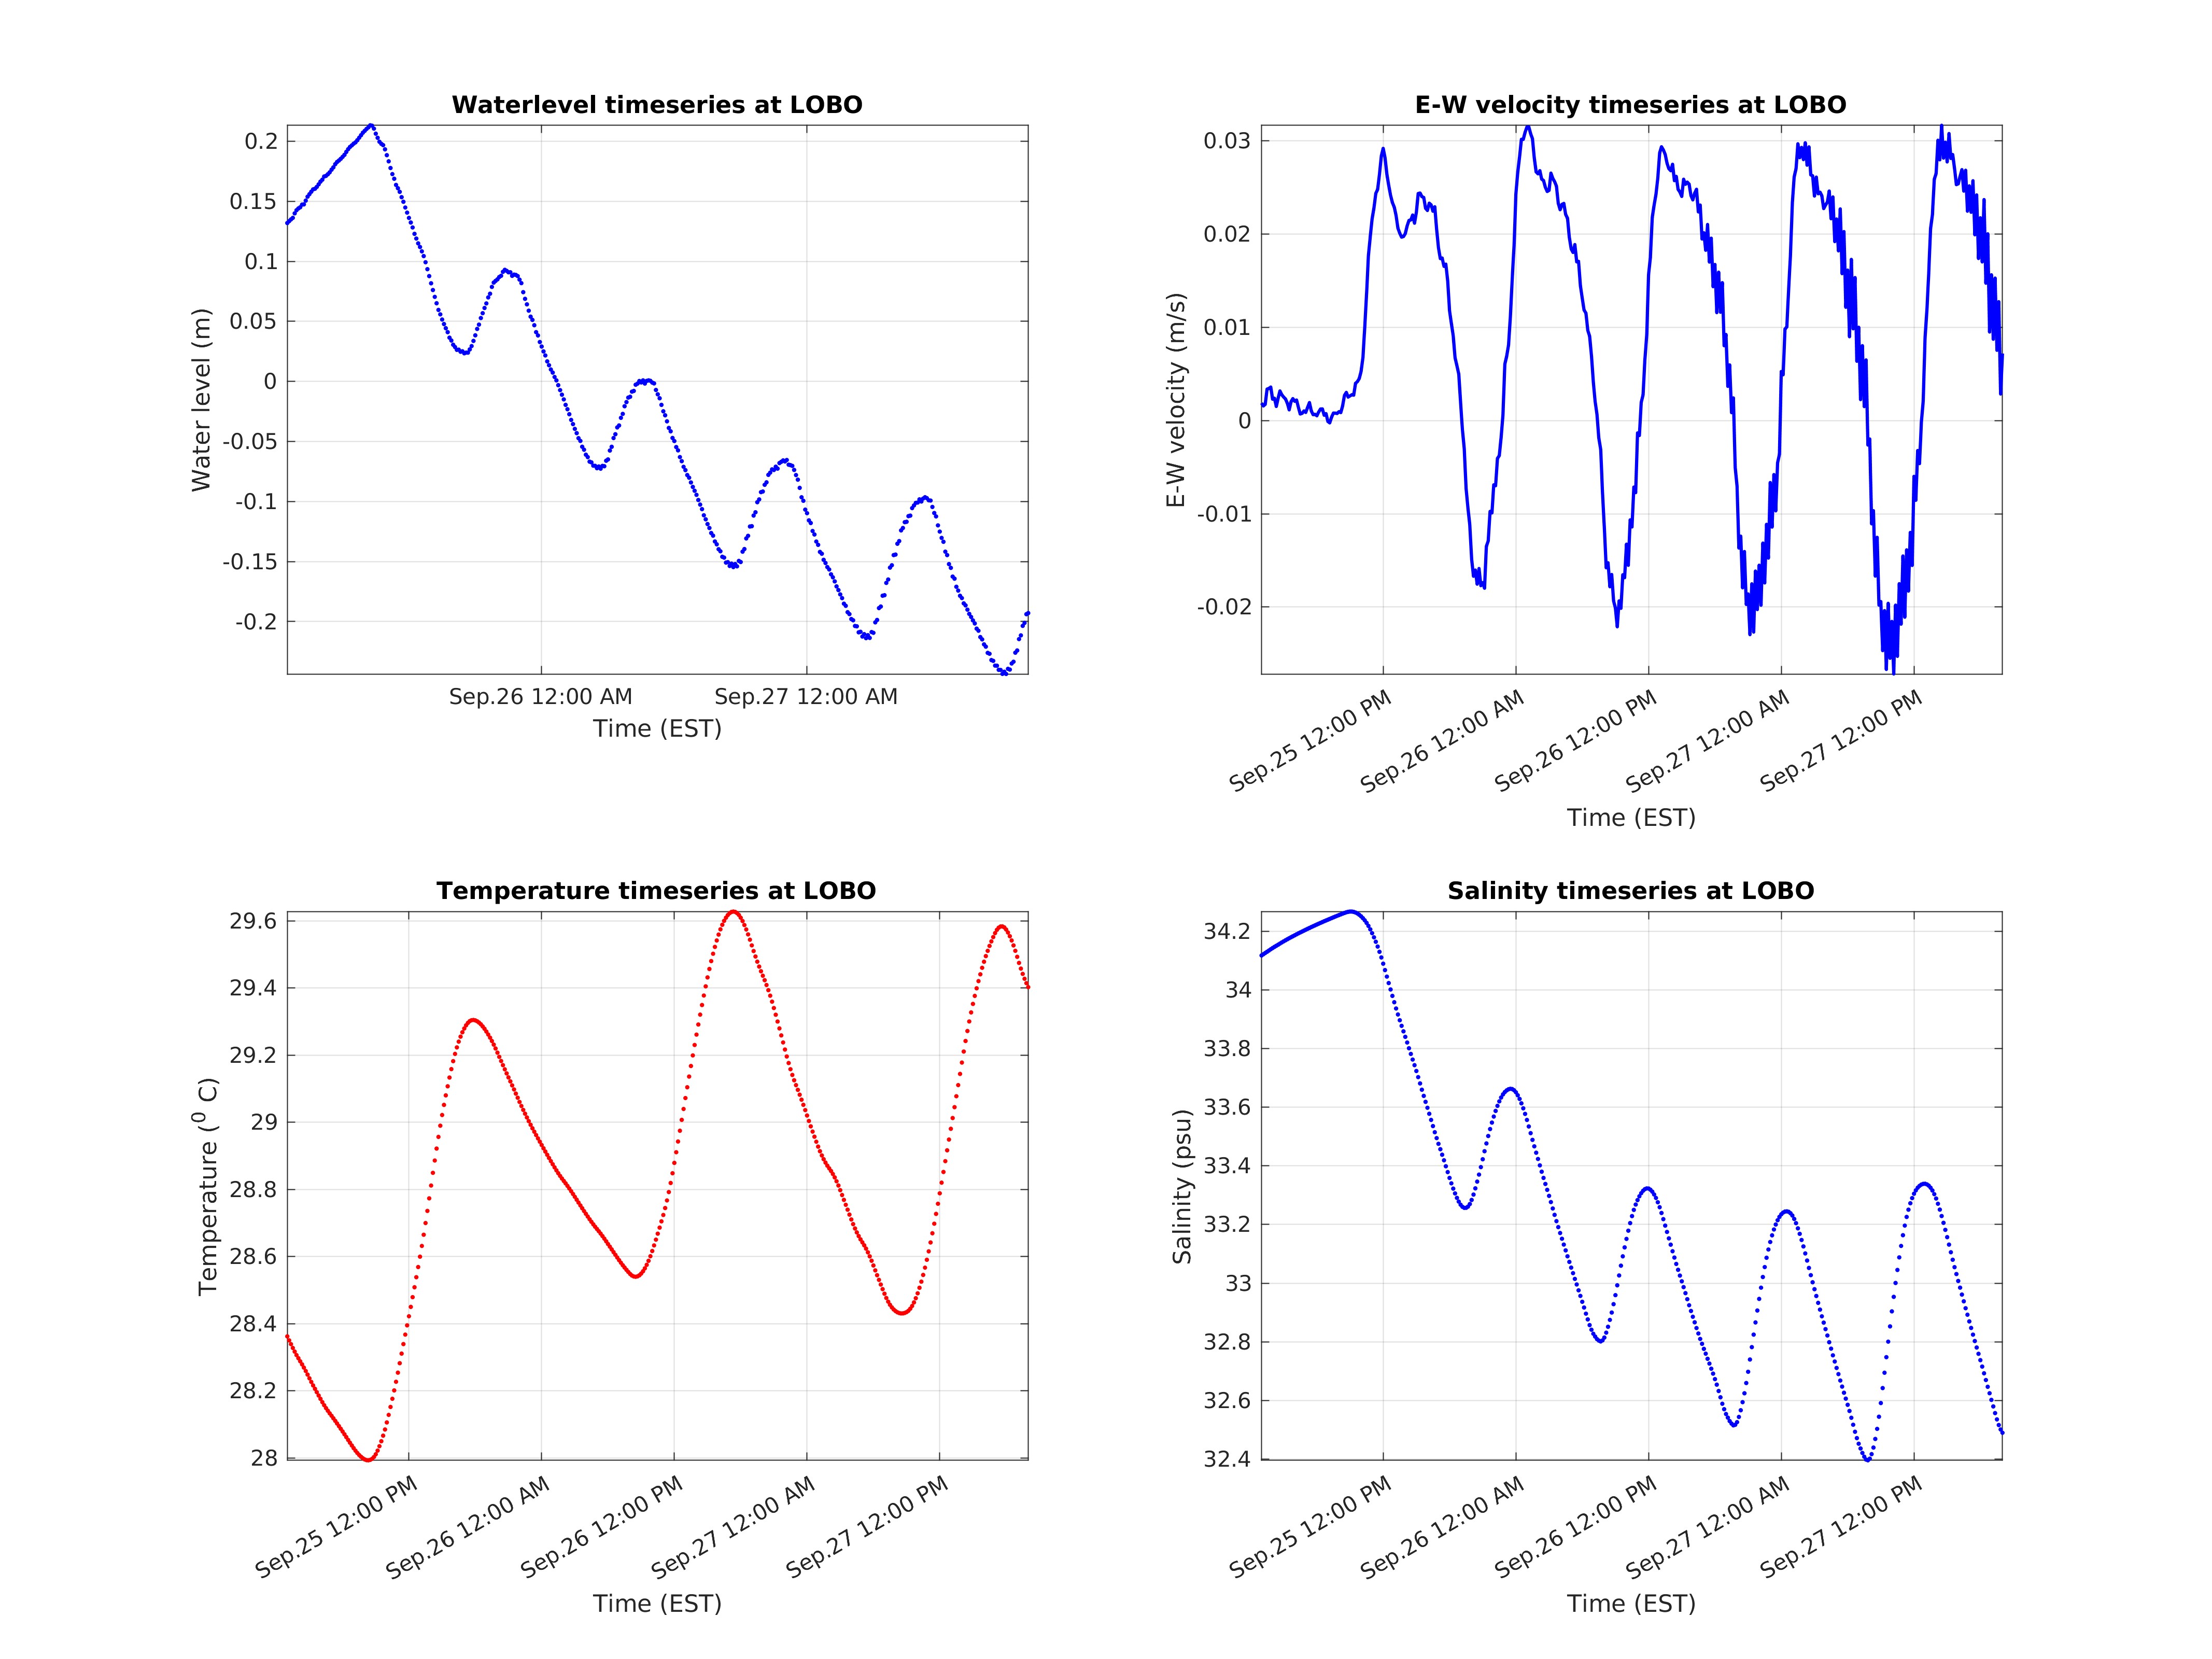 Waterlevel timeseries at LOBO
0.2
0.15
0.1
0.05
0
-0.05
-0.1
-0.15
-0.2
Water level (m)
Sep.26 12:00 AM
Sep.27 12:00 AM
Time (EST)
E-W velocity timeseries at LOBO
0.03
0.02
0.01
0
-0.01
-0.02
E-W velocity (m/s)
Sep.25 12:00 PM
Sep.26 12:00 AM
Sep.26 12:00 PM
Sep.27 12:00 AM
Sep.27 12:00 PM
Time (EST)
Temperature timeseries at LOBO
29.6
29.4
29.2
29
28.8
28.6
28.4
28.2
28
Temperature (⁰ C)
Sep.25 12:00 PM
Sep.26 12:00 AM
Sep.26 12:00 PM
Sep.27 12:00 AM
Sep.27 12:00 PM
Time (EST)
Salinity timeseries at LOBO
34.2
34
33.8
33.6
33.4
33.2
33
32.8
32.6
32.4
Salinity (psu)
Sep.25 12:00 PM
Sep.26 12:00 AM
Sep.26 12:00 PM
Sep.27 12:00 AM
Sep.27 12:00 PM
Time (EST)